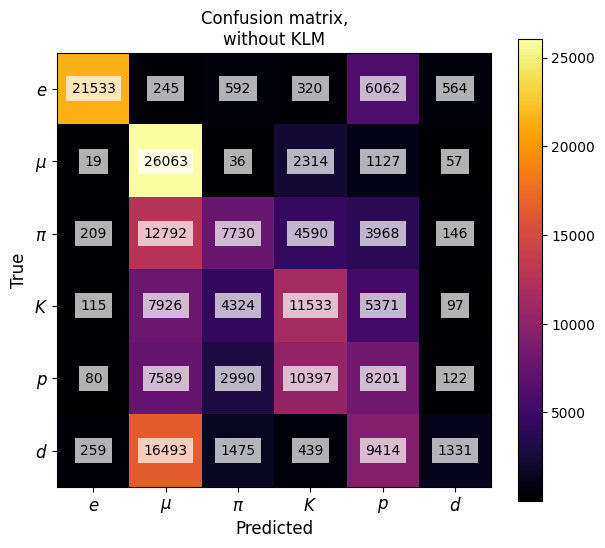 Confusion matrix,
without KLM
True
e 21533 245 592 320 6062 564
μ 19 26063 36 2314 1127 57
π 209 12792 7730 4590 3968 146
K 115 7926 4324 11533 5371 97
p 80 7589 2990 10397 8201 122
d 259 16493 1475 439 9414 1331
e μ π K p d
Predicted
25000
20000
15000
10000
5000